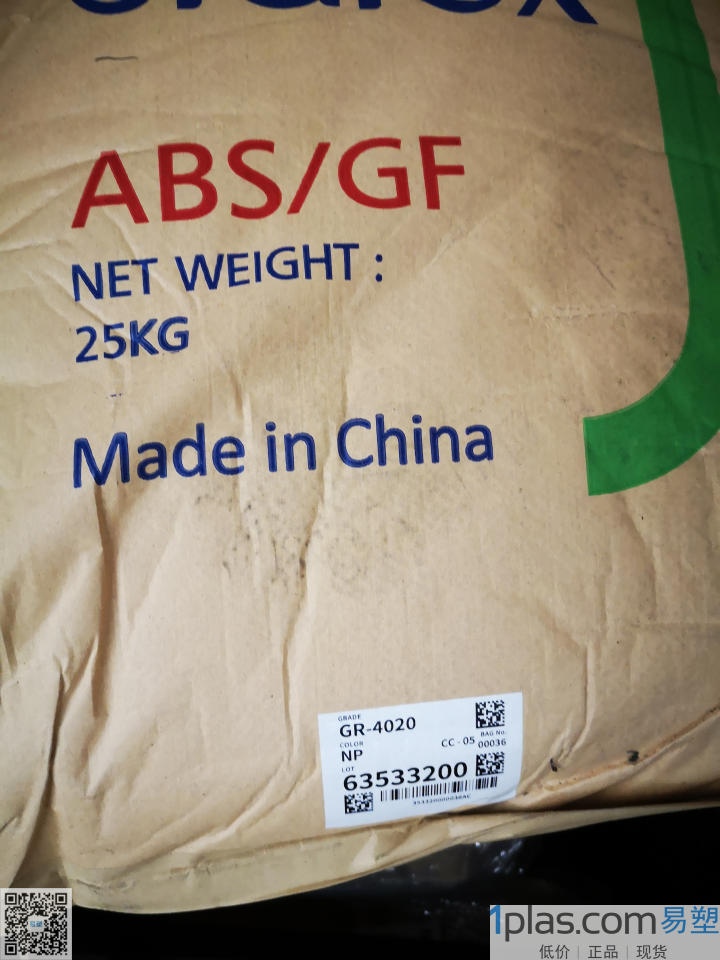 ABS/GF
NET WEIGHT :
25KG
Made in China
GRADE
GR-4020
COLOR
NP
CC - 05
BAG No.
00036
LOT
63533200
1plas.com易塑
低价 | 正品 | 现货